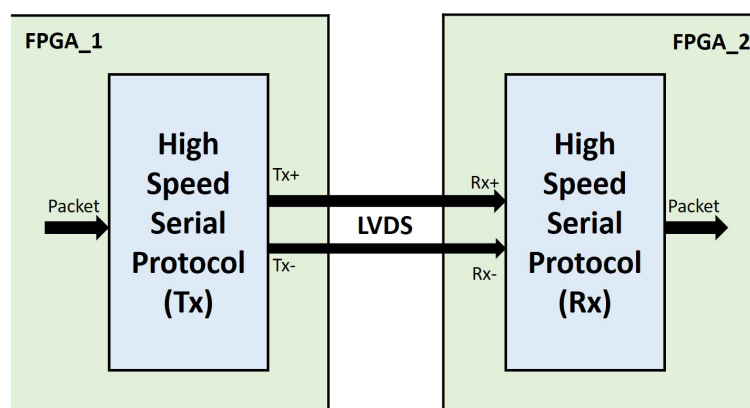 FPGA_1
FPGA_2
High
Speed
Serial
Protocol
(Tx)
Packet
Tx+
Tx-
LVDS
Rx+
Rx-
High
Speed
Serial
Protocol
(Rx)
Packet